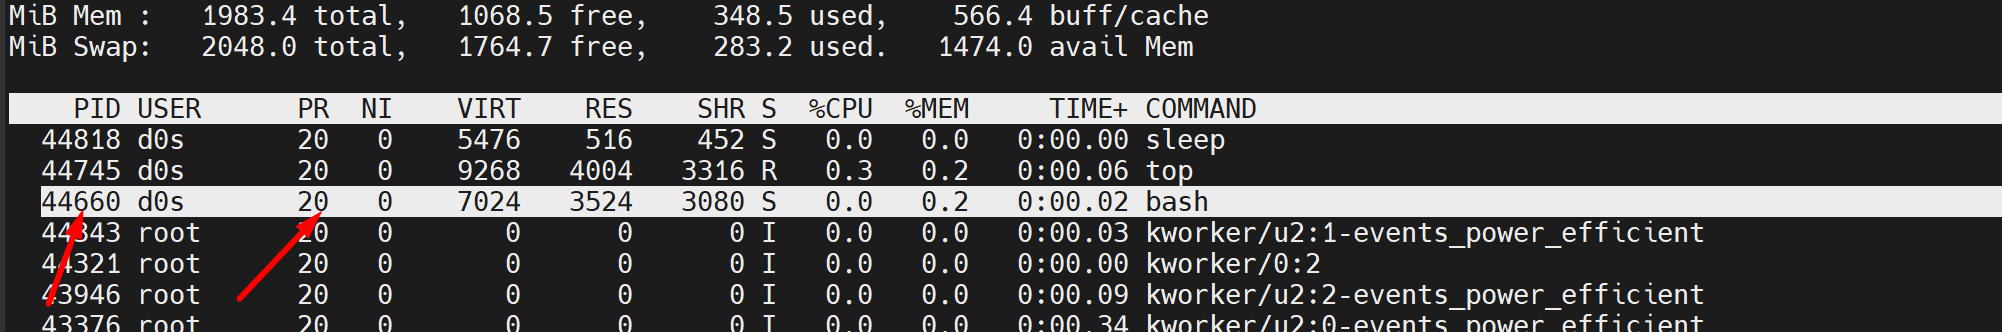 MiB Mem :   1983.4 total,   1068.5 free,    348.5 used,    566.4 buff/cache
MiB Swap:   2048.0 total,   1764.7 free,    283.2 used.   1474.0 avail Mem
PID USER      PR  NI    VIRT    RES    SHR S  %CPU  %MEM     TIME+ COMMAND
44818 d0s       20   0    5476    516    452 S   0.0   0.0   0:00.00 sleep
44745 d0s       20   0    9268   4004   3316 R   0.3   0.2   0:00.06 top
44660 d0s       20   0    7024   3524   3080 S   0.0   0.2   0:00.02 bash
44343 root      20   0       0      0      0 I   0.0   0.0   0:00.03 kworker/u2:1-events_power_efficient
44321 root      20   0       0      0      0 I   0.0   0.0   0:00.00 kworker/0:2
43946 root      20   0       0      0      0 I   0.0   0.0   0:00.09 kworker/u2:2-events_power_efficient
43376 root      20   0       0      0      0 I   0.0   0.0   0:00.34 kworker/u2:0-events_power_efficient